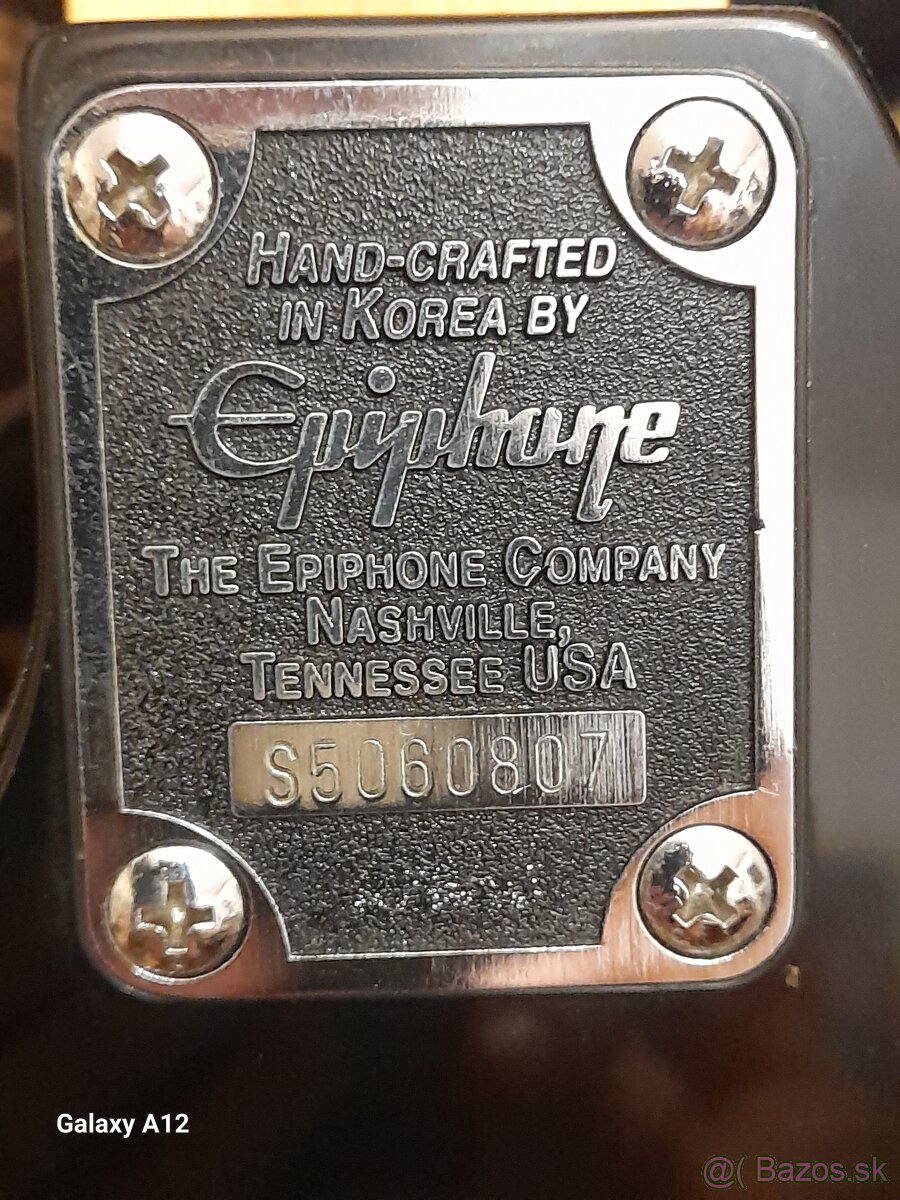 HAND-CRAFTED
IN KOREA BY
Epiphone
THE EPIPHONE COMPANY
NASHVILLE,
TENNESSEE USA
S5060807
Galaxy A12
@( Bazos.sk